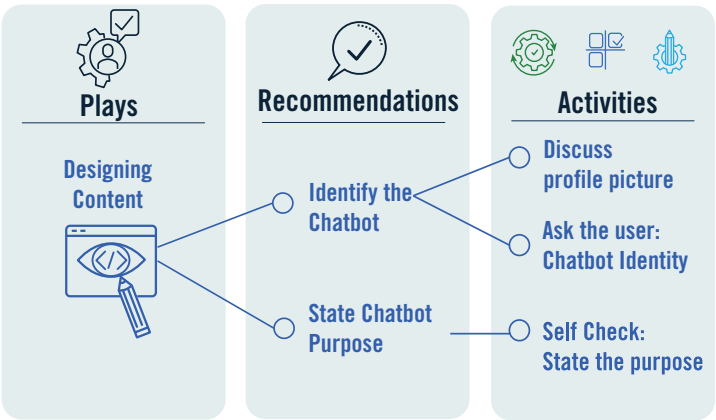 Plays
Designing
Content
Recommendations
Identify the
Chatbot
State Chatbot
Purpose
Activities
Discuss
profile picture
Ask the user:
Chatbot Identity
Self Check:
State the purpose